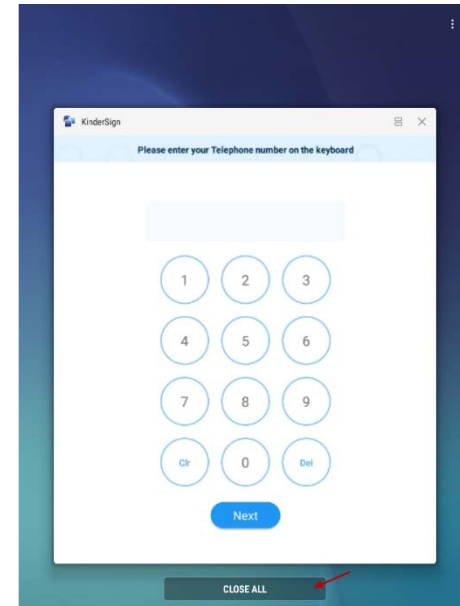 KinderSign
Please enter your Telephone number on the keyboard
1 2 3
4 5 6
7 8 9
Clr 0 Del
Next
CLOSE ALL